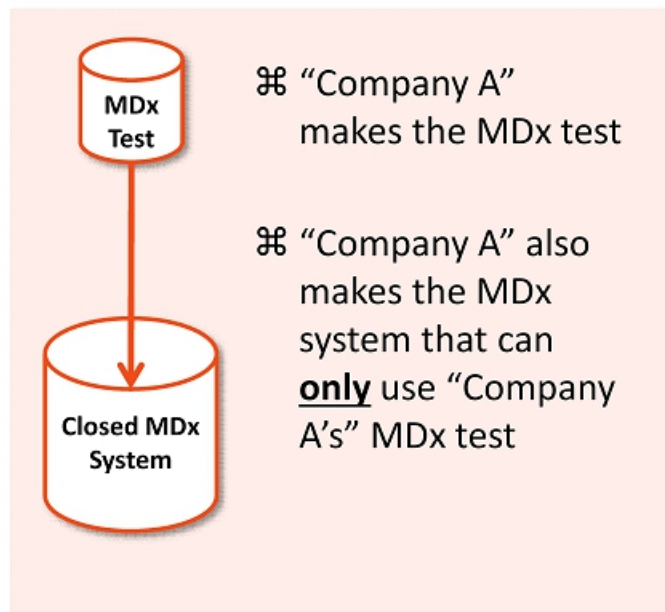 MDx
Test
⌘ “Company A”
makes the MDx test
⌘ “Company A” also
makes the MDx
system that can
only use “Company
A’s” MDx test
Closed MDx
System